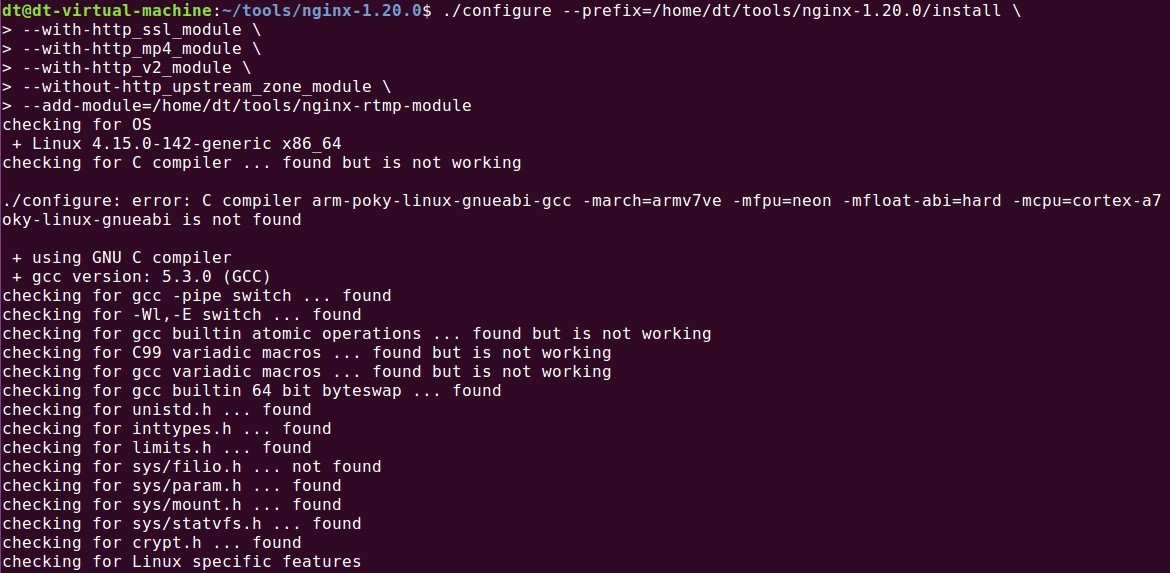 dt@dt-virtual-machine:~/tools/nginx-1.20.0$ ./configure --prefix=/home/dt/tools/nginx-1.20.0/install \
> --with-http_ssl_module \
> --with-http_mp4_module \
> --with-http_v2_module \
> --without-http_upstream_zone_module \
> --add-module=/home/dt/tools/nginx-rtmp-module
checking for OS
 + Linux 4.15.0-142-generic x86_64
checking for C compiler ... found but is not working

./configure: error: C compiler arm-poky-linux-gnueabi-gcc -march=armv7ve -mfpu=neon -mfloat-abi=hard -mcpu=cortex-a7
oky-linux-gnueabi is not found

 + using GNU C compiler
 + gcc version: 5.3.0 (GCC)
checking for gcc -pipe switch ... found
checking for -Wl,-E switch ... found
checking for gcc builtin atomic operations ... found but is not working
checking for C99 variadic macros ... found but is not working
checking for gcc variadic macros ... found but is not working
checking for gcc builtin 64 bit byteswap ... found
checking for unistd.h ... found
checking for inttypes.h ... found
checking for limits.h ... found
checking for sys/filio.h ... not found
checking for sys/param.h ... found
checking for sys/mount.h ... found
checking for sys/statvfs.h ... found
checking for crypt.h ... found
checking for Linux specific features